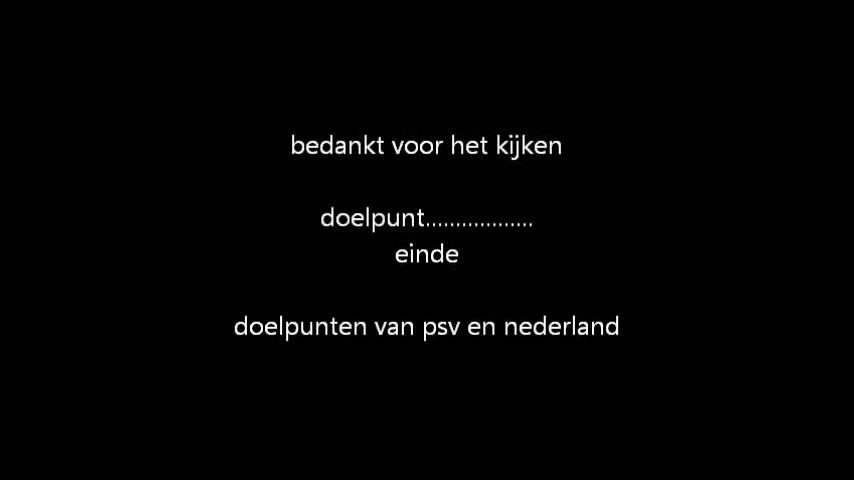 bedankt voor het kijken
doelpunt..................
einde
doelpunten van psv en nederland